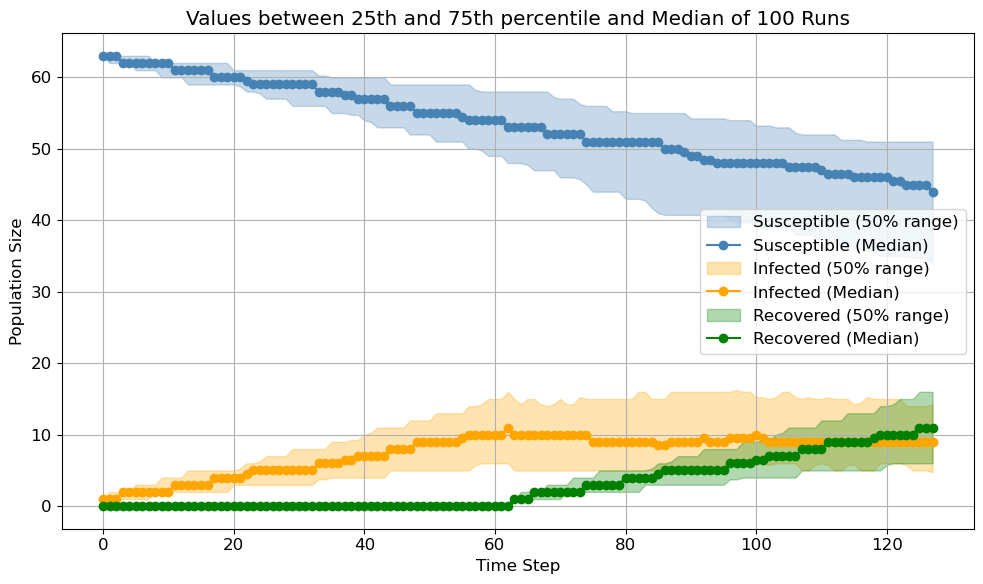 Values between 25th and 75th percentile and Median of 100 Runs
Population Size
60
50
40
30
20
10
0
Susceptible (50% range)
Susceptible (Median)
Infected (50% range)
Infected (Median)
Recovered (50% range)
Recovered (Median)
0 20 40 60 80 100 120
Time Step